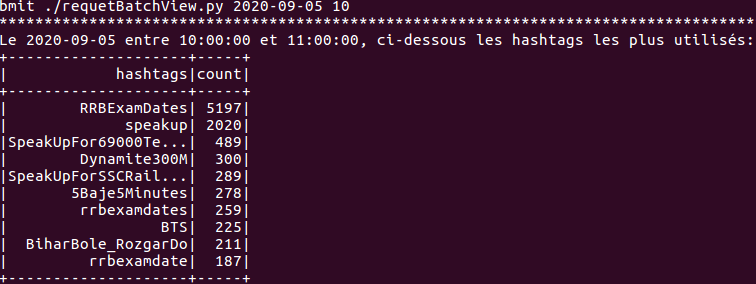 bmit ./requetBatchView.py 2020-09-05 10
****************************************************************************************************
Le 2020-09-05 entre 10:00:00 et 11:00:00, ci-dessous les hashtags les plus utilisés:
+--------------------+-----+
|            hashtags|count|
+--------------------+-----+
|        RRBExamDates| 5197|
|             speakup| 2020|
|SpeakUpFor69000Te...|  489|
|        Dynamite300M|  300|
|SpeakUpForSSCRail...|  289|
|       5Baje5Minutes|  278|
|        rrbexamdates|  259|
|                 BTS|  225|
|  BiharBole_RozgarDo|  211|
|         rrbexamdate|  187|
+--------------------+-----+